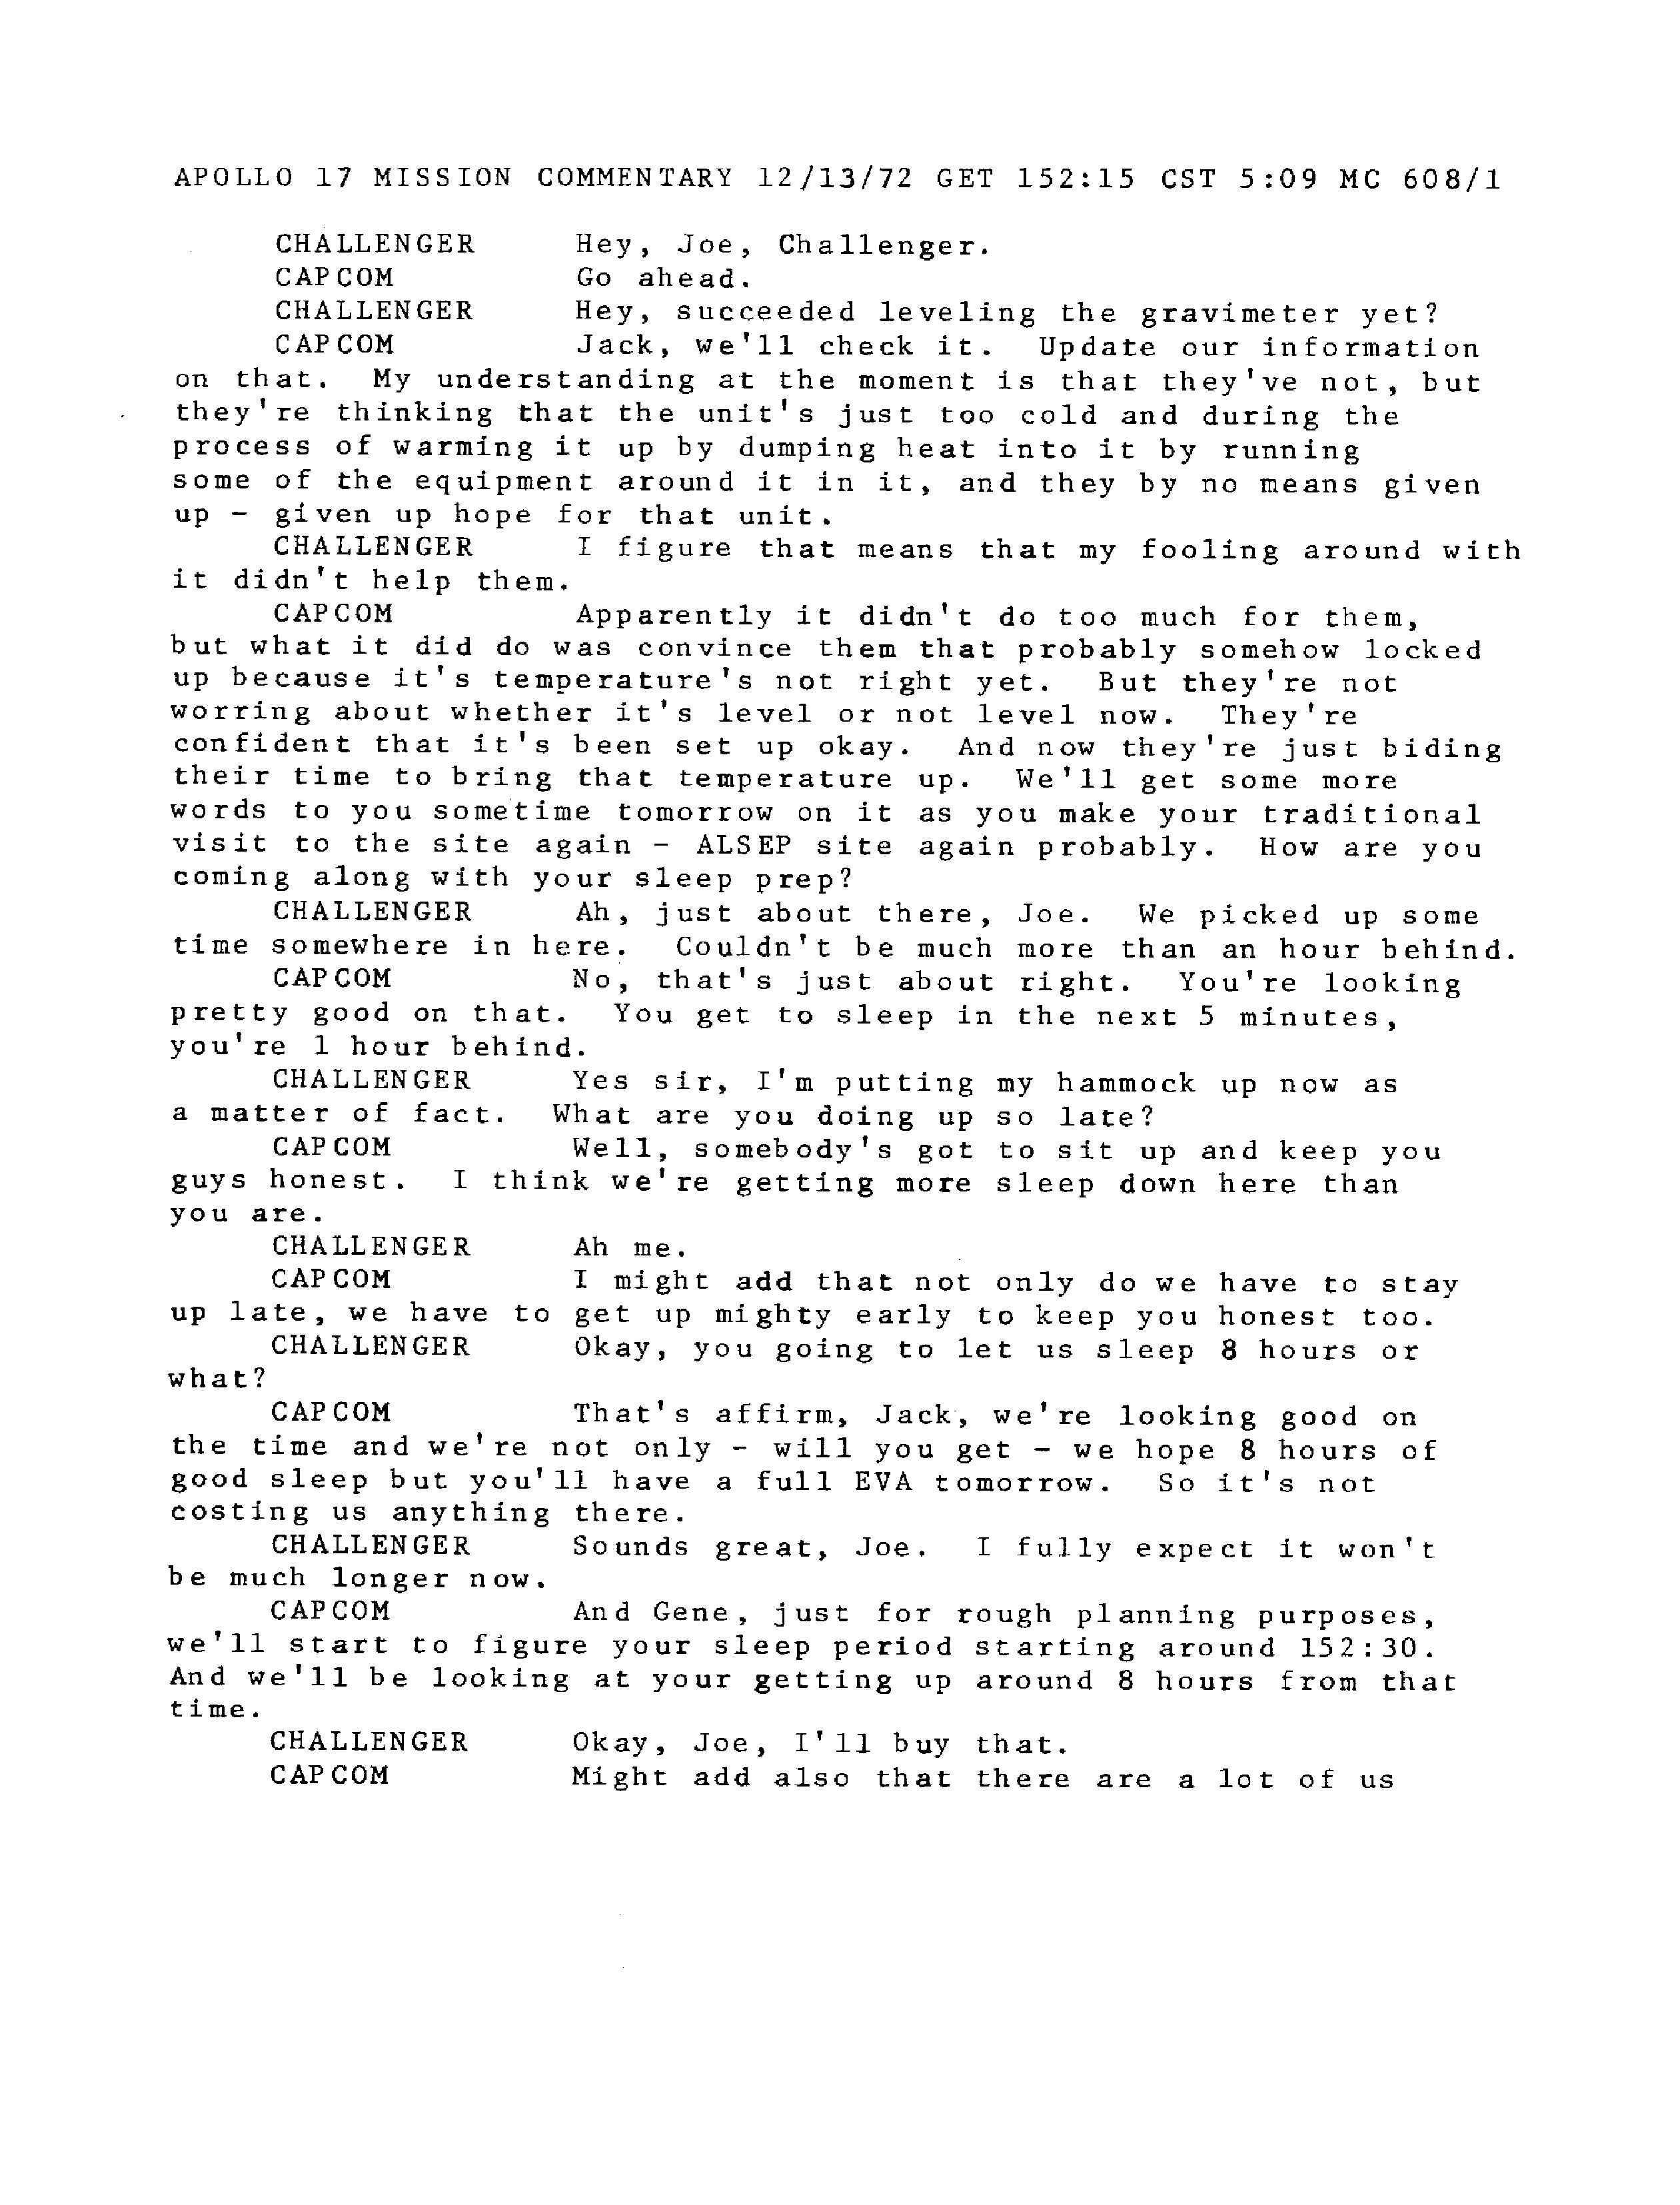 APOLLO 17 MISSION COMMENTARY 12/13/72 GET 152:15 CST 5:09 MC 608/1
CHALLENGER Hey, Joe, Challenger.
CAPCOM Go ahead.
CHALLENGER Hey, succeeded leveling the gravimeter yet?
CAPCOM Jack, we'll check it. Update our information
on that. My understanding at the moment is that they've not, but
they're thinking that the unit's just too cold and during the
process of warming it up by dumping heat into it by running
some of the equipment around it in it, and they by no means given
up - given up hope for that unit.
CHALLENGER I figure that means that my fooling around with
it didn't help them.
CAPCOM Apparently it didn't do too much for them,
but what it did do was convince them that probably somehow locked
up because it's temperature's not right yet. But they're not
worring about whether it's level or not level now. They're
confident that it's been set up okay. And now they're just biding
their time to bring that temperature up. We'll get some more
words to you sometime tomorrow on it as you make your traditional
visit to the site again - ALSEP site again probably. How are you
coming along with your sleep prep?
CHALLENGER Ah, just about there, Joe. We picked up some
time somewhere in here. Couldn't be much more than an hour behind.
CAPCOM No, that's just about right. You're looking
pretty good on that. You get to sleep in the next 5 minutes,
you're 1 hour behind.
CHALLENGER Yes sir, I'm putting my hammock up now as
a matter of fact. What are you doing up so late?
CAPCOM Well, somebody's got to sit up and keep you
guys honest. I think we're getting more sleep down here than
you are.
CHALLENGER Ah me.
CAPCOM I might add that not only do we have to stay
up late, we have to get up mighty early to keep you honest too.
CHALLENGER Okay, you going to let us sleep 8 hours or
what?
CAPCOM That's affirm, Jack, we're looking good on
the time and we're not only - will you get - we hope 8 hours of
good sleep but you'll have a full EVA tomorrow. So it's not
costing us anything there.
CHALLENGER Sounds great, Joe. I fully expect it won't
be much longer now.
CAPCOM And Gene, just for rough planning purposes,
we'll start to figure your sleep period starting around 152:30.
And we'll be looking at your getting up around 8 hours from that
time.
CHALLENGER Okay, Joe, I'll buy that.
CAPCOM Might add also that there are a lot of us